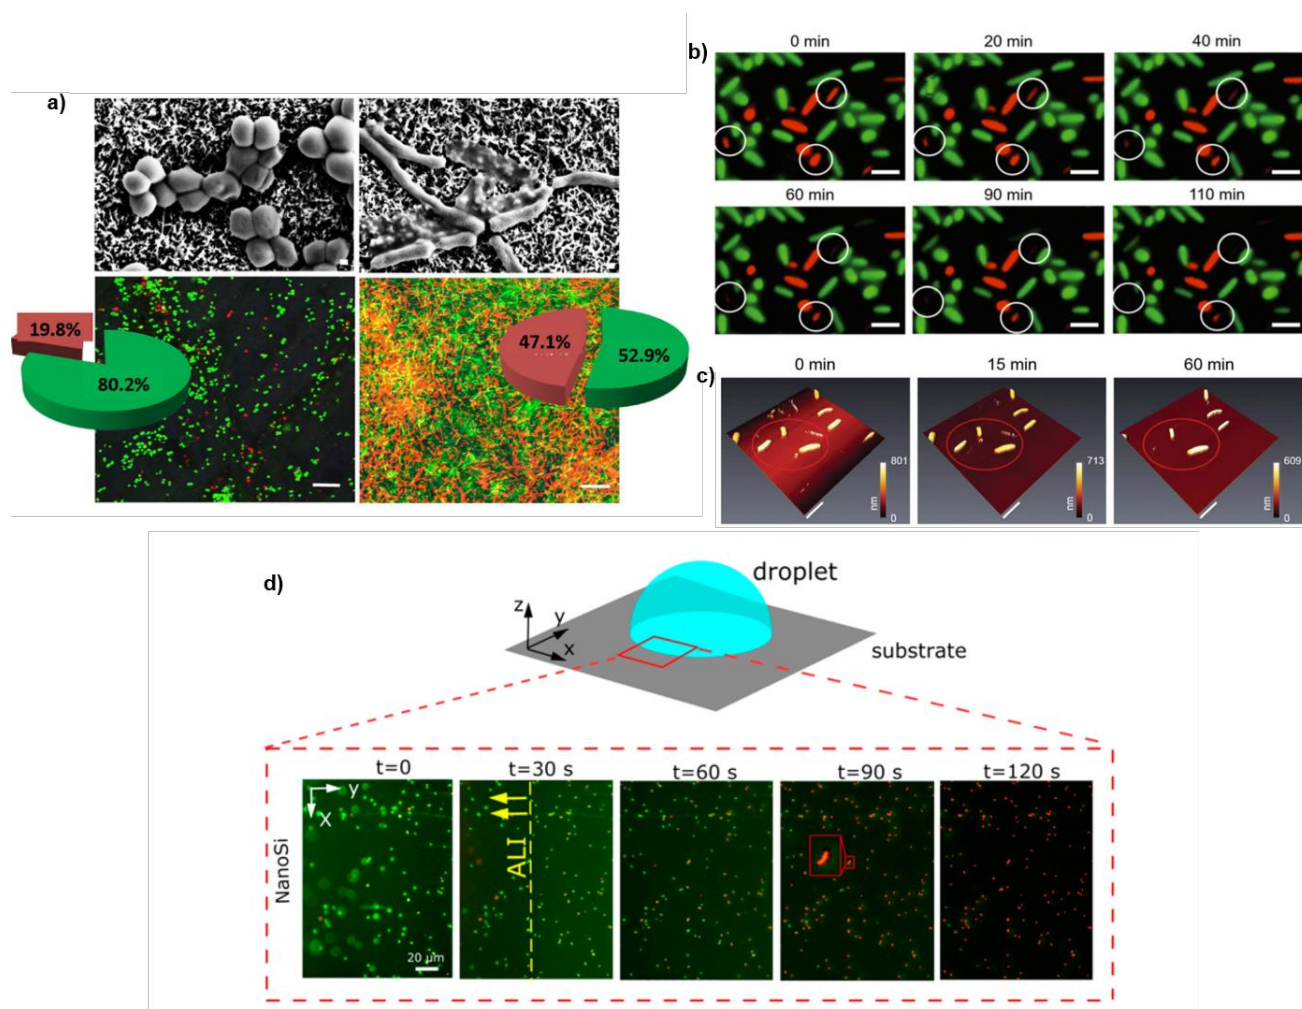 a)
19.8%
80.2%
47.1%
52.9%
b)
0 min
20 min
40 min
60 min
90 min
110 min
c)
0 min
15 min
60 min
801
nm
0
713
nm
0
609
nm
0
d)
droplet
z
y
x
substrate
t=0
t=30 s
t=60 s
t=90 s
t=120 s
y
X
NanoSi
ALI
20 µm